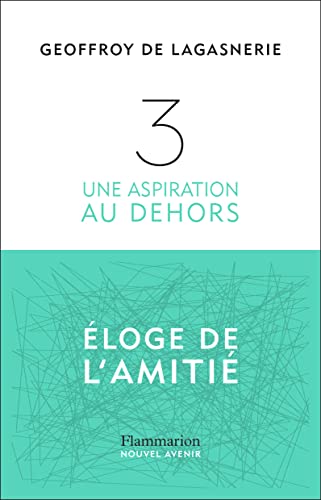 GEOFFROY DE LAGASNERIE
3
UNE ASPIRATION
AU DEHORS
ÉLOGE DE
L'AMITIÉ
Flammarion
NOUVEL AVENIR